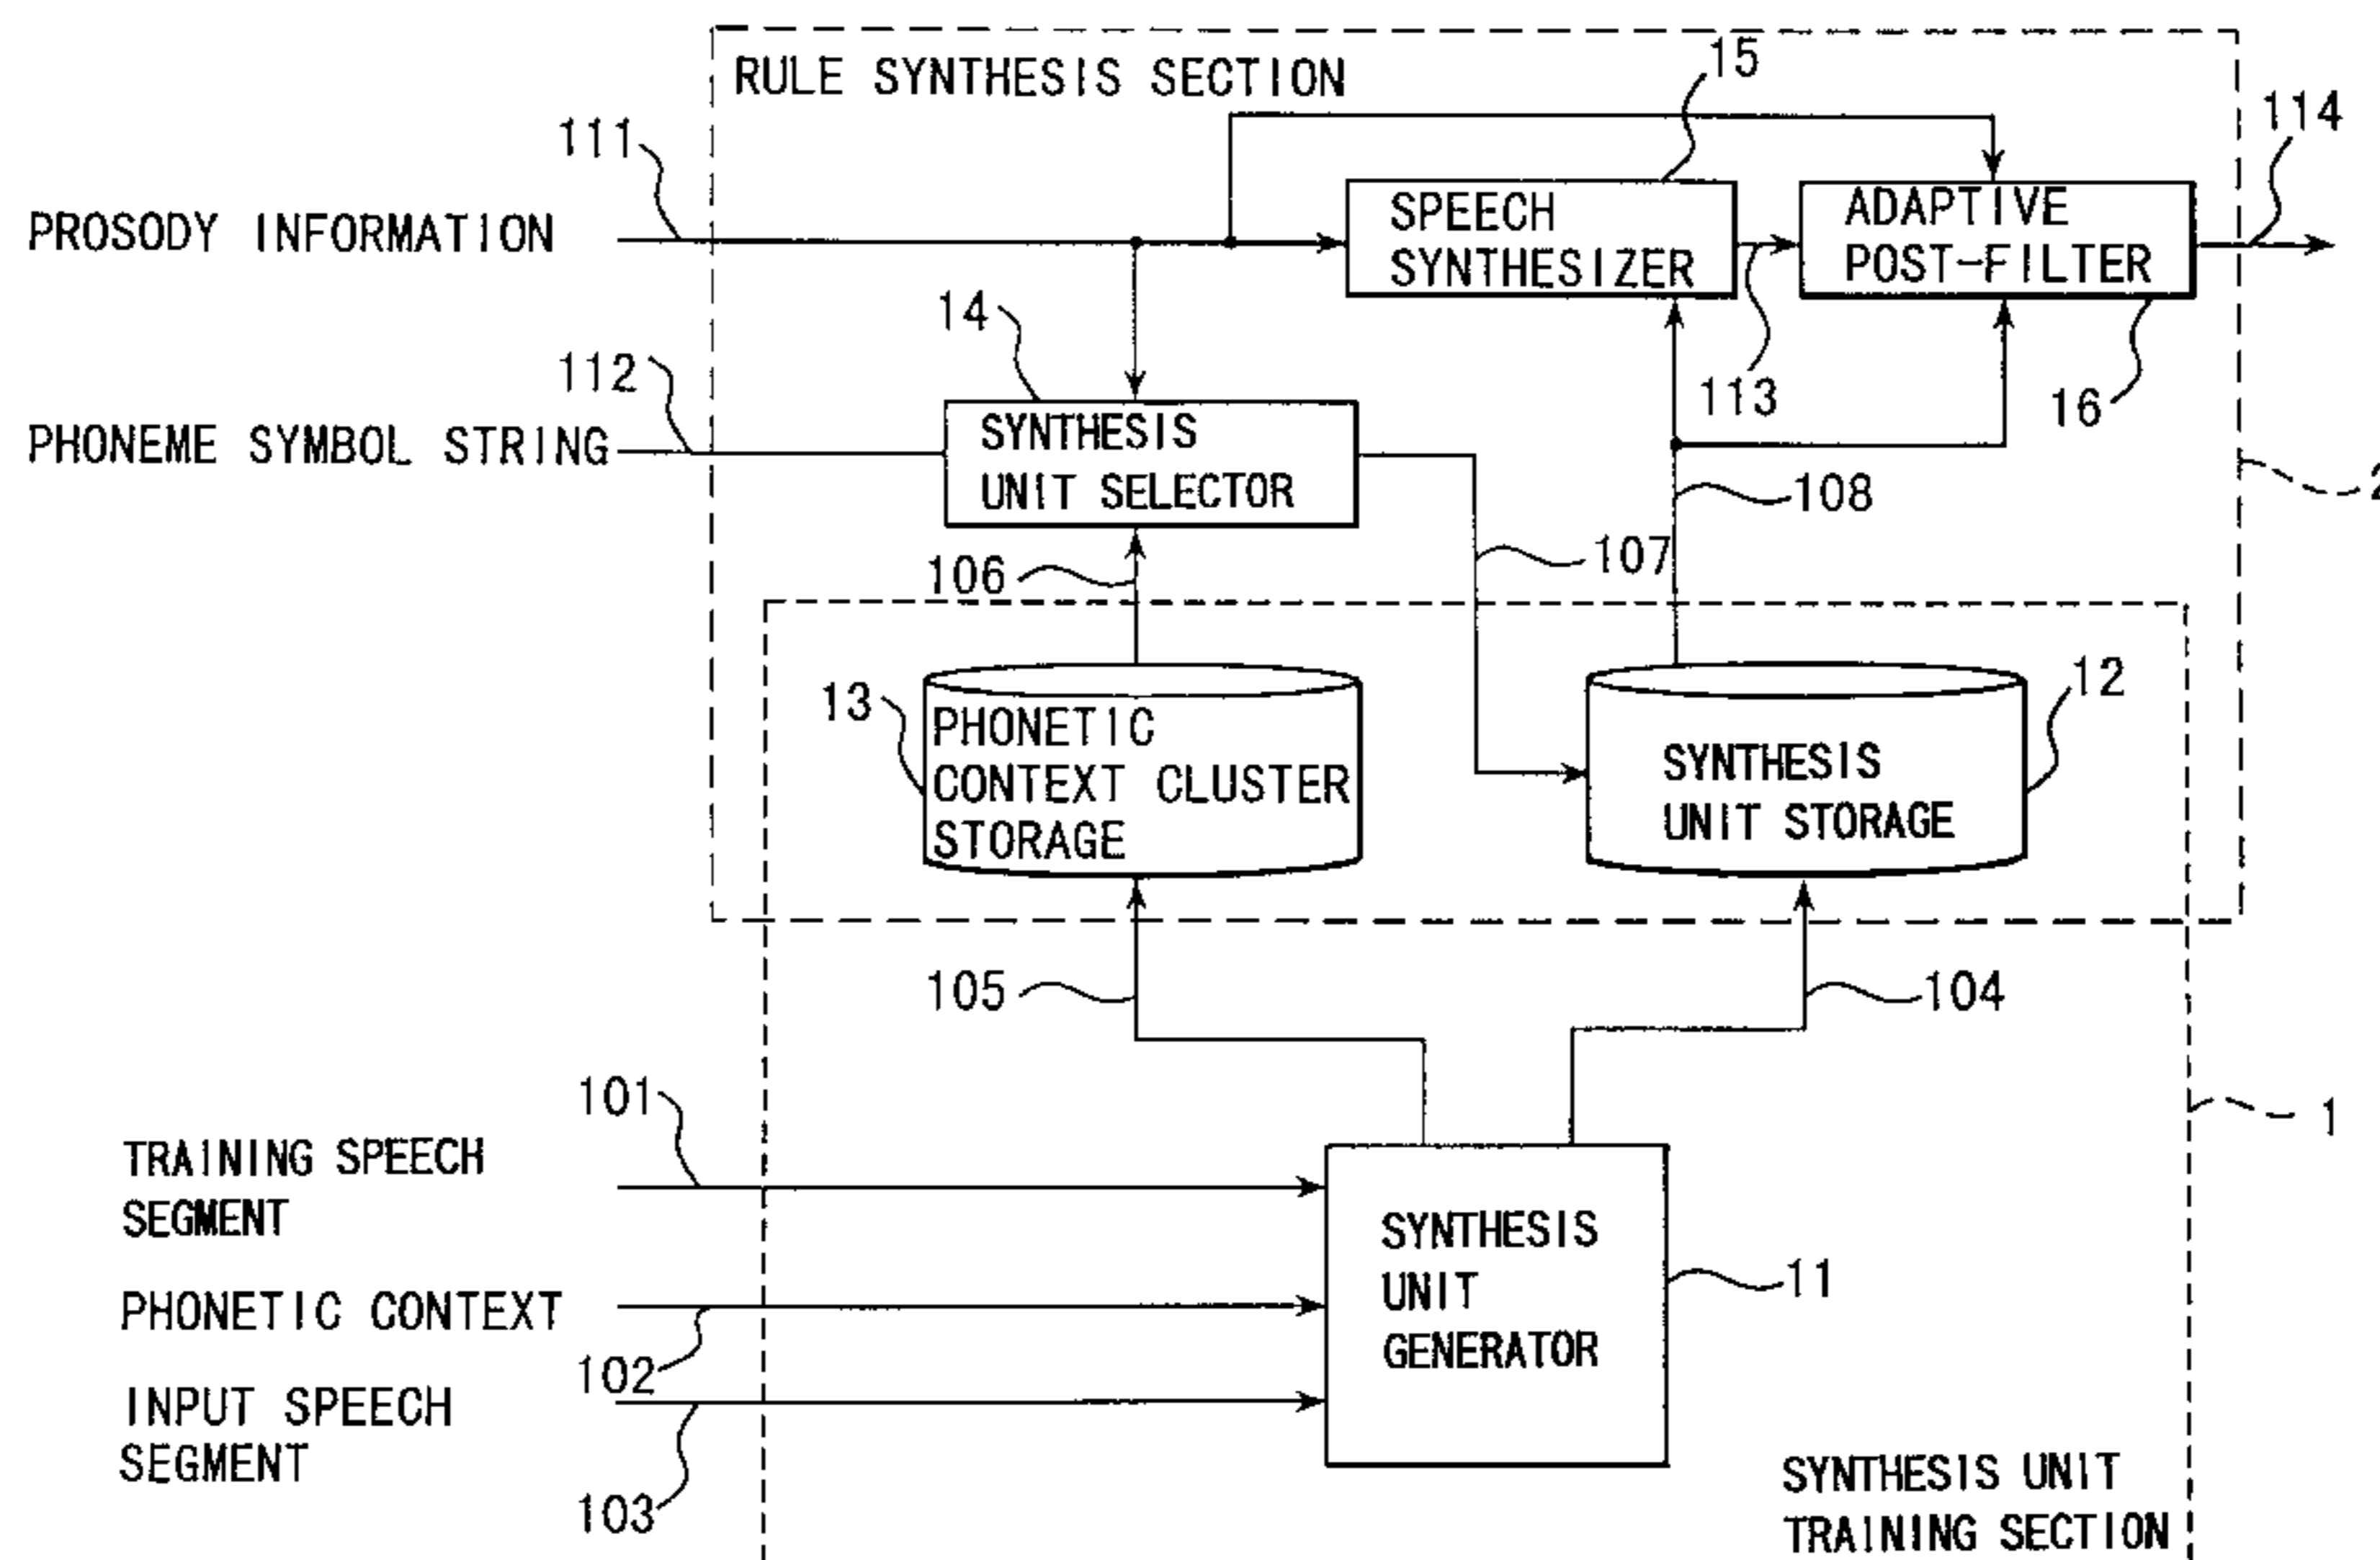 RULE SYNTHESIS SECTION
15
111
114
PROSODY INFORMATION
SPEECH
SYNTHESIZER
ADAPTIVE
POST-FILTER
14
113
16
112
PHONEME SYMBOL STRING
SYNTHESIS
UNIT SELECTOR
2
108
107
106
13
PHONETIC
CONTEXT CLUSTER
STORAGE
12
SYNTHESIS
UNIT STORAGE
105
104
101
1
TRAINING SPEECH
SEGMENT
SYNTHESIS
UNIT
GENERATOR
11
PHONETIC CONTEXT
102
INPUT SPEECH
SEGMENT
103
SYNTHESIS UNIT
TRAINING SECTION